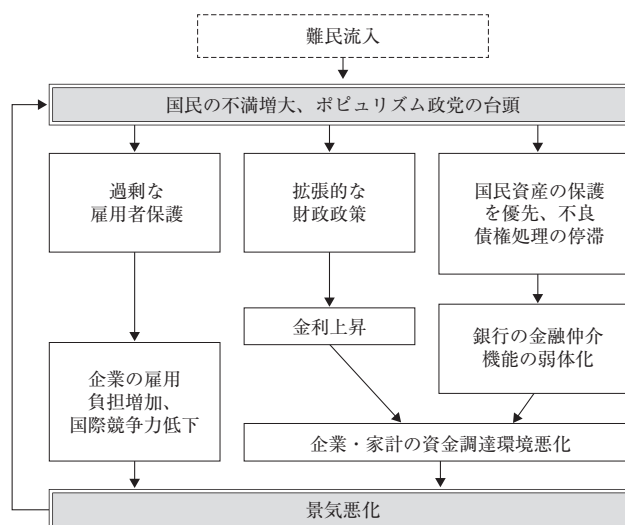 難民流入
国民の不満増大、ポピュリズム政党の台頭
過剰な
雇用者保護
拡張的な
財政政策
国民資産の保護
を優先、不良
債権処理の停滞
金利上昇
銀行の金融仲介
機能の弱体化
企業の雇用
負担増加、
国際競争力低下
企業・家計の資金調達環境悪化
景気悪化